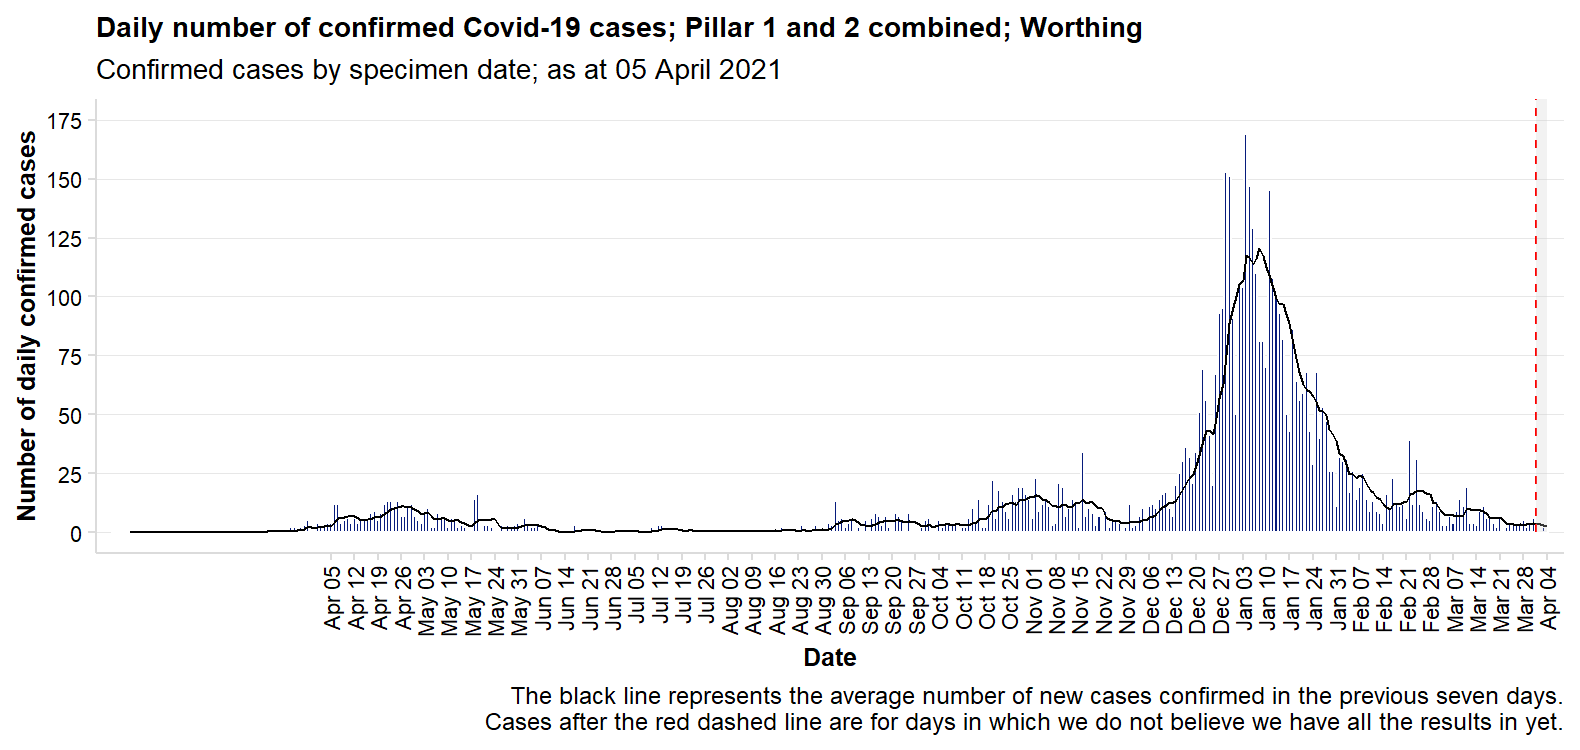 Daily number of confirmed Covid-19 cases; Pillar 1 and 2 combined; Worthing
Confirmed cases by specimen date; as at 05 April 2021
Number of daily confirmed cases
175
150
125
100
75
50
25
0
Apr 05
Apr 12
Apr 19
Apr 26
May 03
May 10
May 17
May 24
May 31
Jun 07
Jun 14
Jun 21
Jun 28
Jul 05
Jul 12
Jul 19
Jul 26
Aug 02
Aug 09
Aug 16
Aug 23
Aug 30
Sep 06
Sep 13
Sep 20
Sep 27
Oct 04
Oct 11
Oct 18
Oct 25
Nov 01
Nov 08
Nov 15
Nov 22
Nov 29
Dec 06
Dec 13
Dec 20
Dec 27
Jan 03
Jan 10
Jan 17
Jan 24
Jan 31
Feb 07
Feb 14
Feb 21
Feb 28
Mar 07
Mar 14
Mar 21
Mar 28
Apr 04
Date
The black line represents the average number of new cases confirmed in the previous seven days.
Cases after the red dashed line are for days in which we do not believe we have all the results in yet.